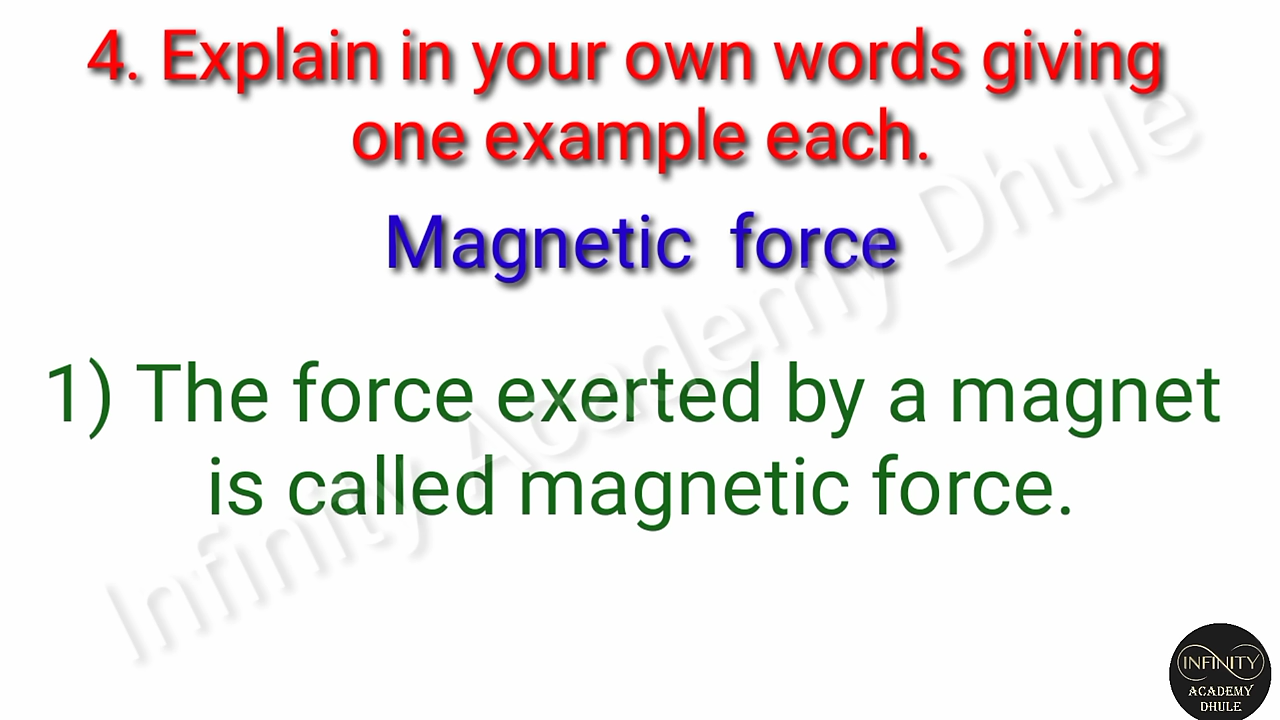 4. Explain in your own words giving
one example each.
Magnetic force
1) The force exerted by a magnet
is called magnetic force.
Infinity Academy Dhule
INFINITY
ACADEMY
DHULE